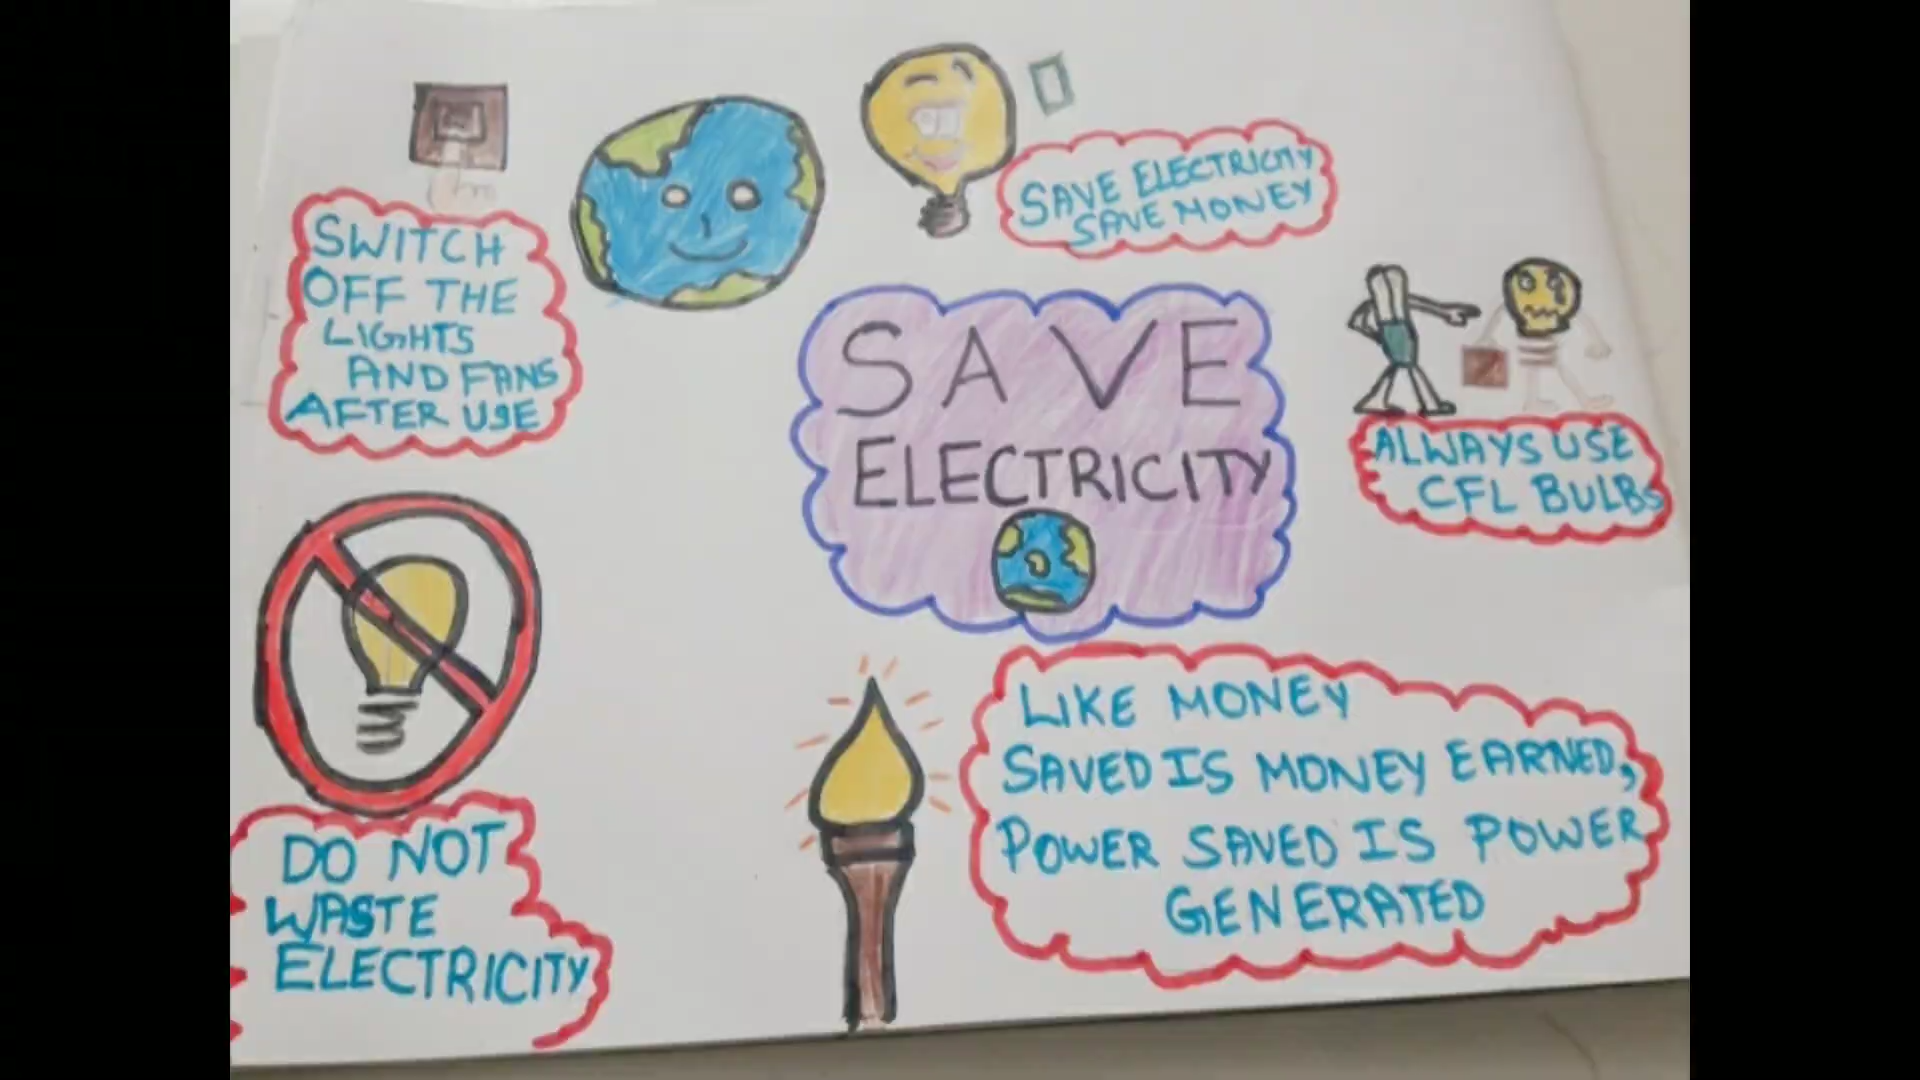 SWITCH
OFF THE
LIGHTS
AND FANS
AFTER USE
SAVE ELECTRICITY
SAVE MONEY
SAVE
ELECTRICITY
ALWAYS USE
CFL BULBS
DO NOT
WASTE
ELECTRICITY
LIKE MONEY
SAVED IS MONEY EARNED,
POWER SAVED IS POWER
GENERATED